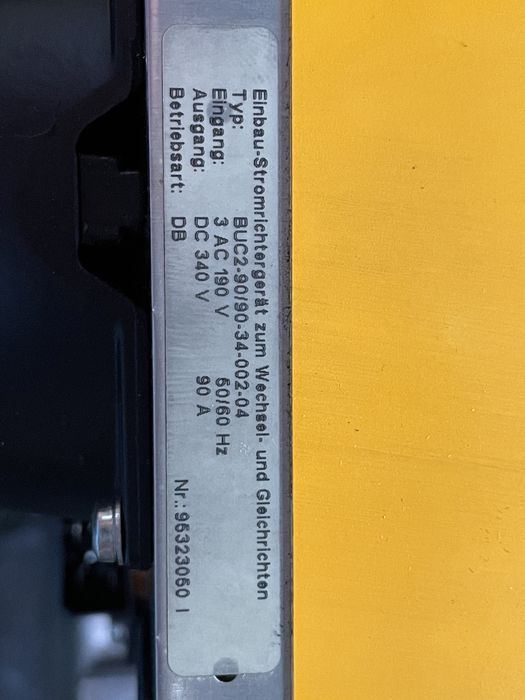 Einbau-Stromrichtergerät zum Wechsel- und Gleichrichten
Typ: BUC2-90/90-34-002-04
Eingang: 3 AC 190 V 50/60 Hz
Ausgang: DC 340 V 90 A
Betriebsart: DB Nr.: 95323050 I